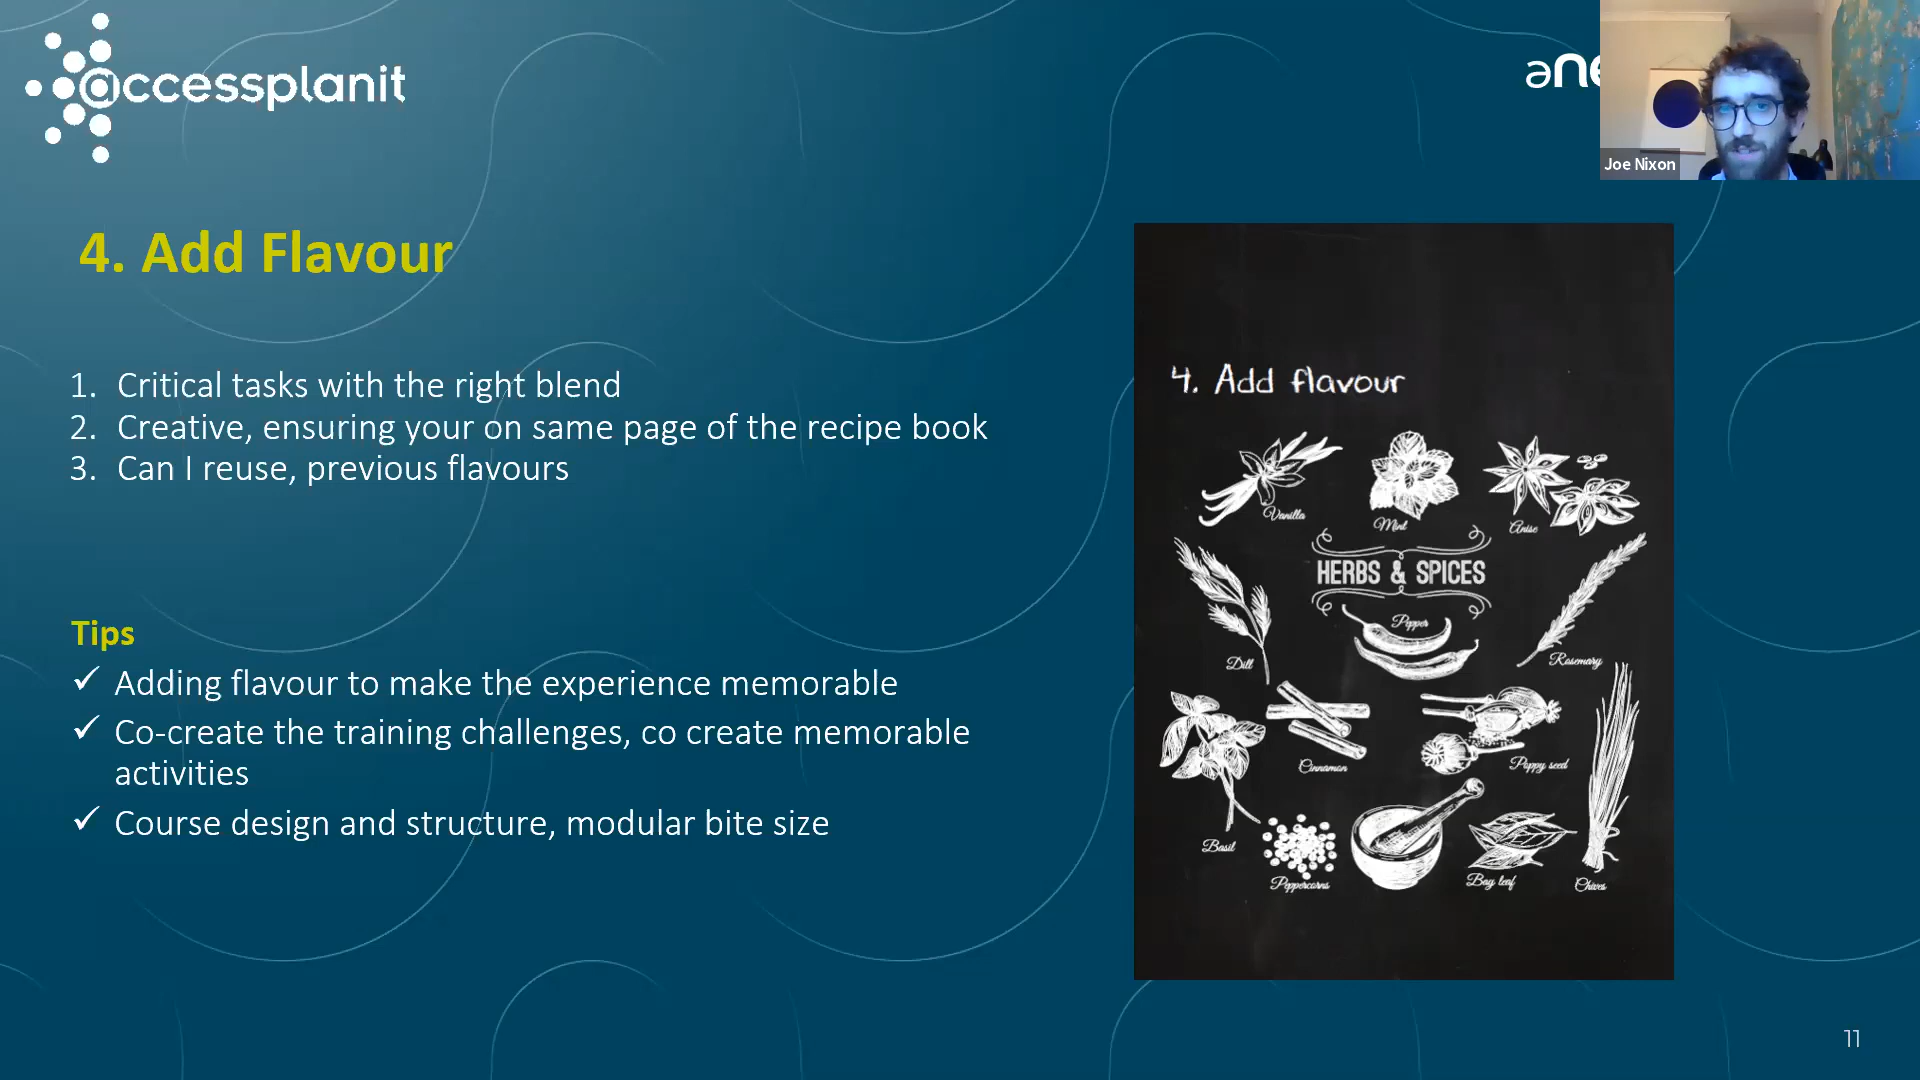 accessplanit
ane
Joe Nixon
4. Add Flavour
1. Critical tasks with the right blend
2. Creative, ensuring your on same page of the recipe book
3. Can I reuse, previous flavours
Tips
✓ Adding flavour to make the experience memorable
✓ Co-create the training challenges, co create memorable
activities
✓ Course design and structure, modular bite size
4. Add flavour
Vanilla
Mint
Anise
HERBS & SPICES
Pepper
Dill
Rosemary
Cinnamon
Poppy seed
Basil
Peppercorns
Bay leaf
Chives
11